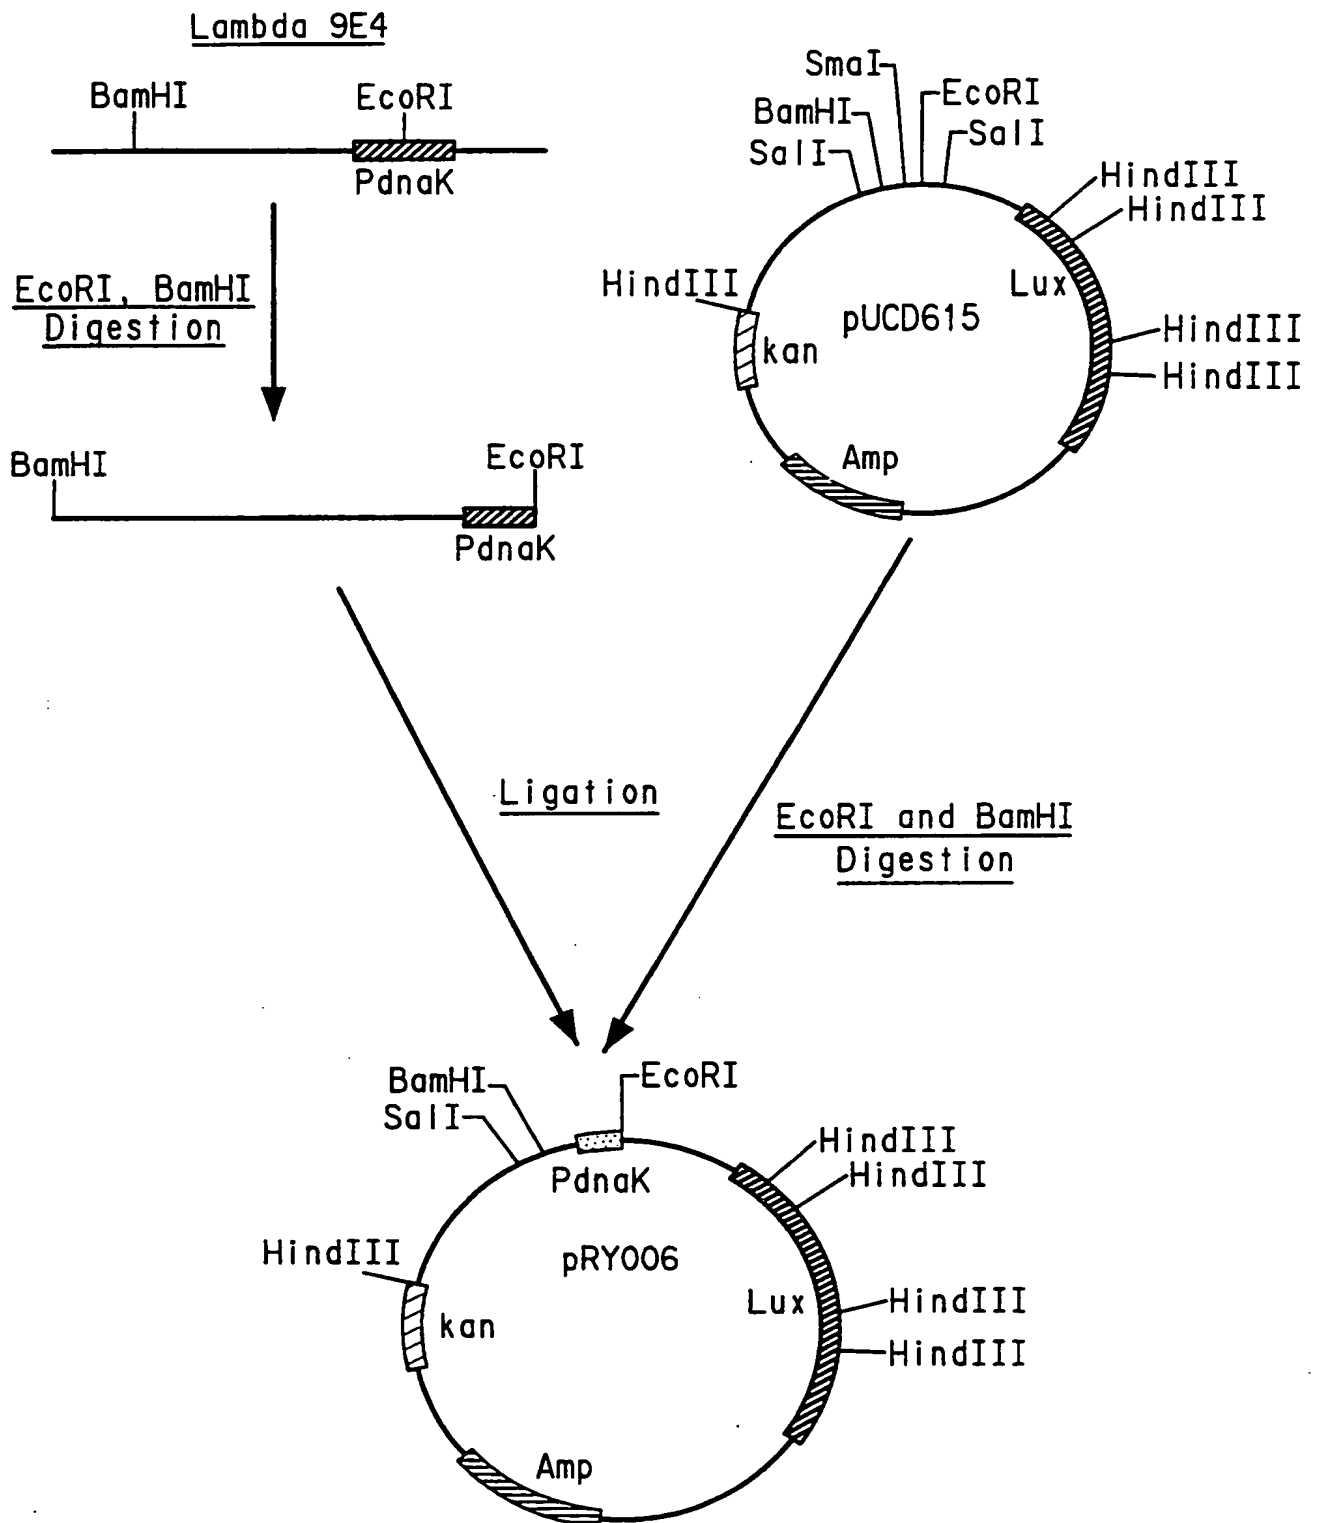 Lambda 9E4
BamHI
EcoRI
PdnaK
EcoRI, BamHI
Digestion
BamHI
EcoRI
PdnaK
SmaI
BamHI
SalI
EcoRI
SalI
HindIII
HindIII
HindIII
Lux
pUCD615
kan
HindIII
HindIII
Amp
Ligation
EcoRI and BamHI
Digestion
BamHI
SalI
EcoRI
PdnaK
HindIII
HindIII
HindIII
pRY006
Lux
kan
HindIII
HindIII
Amp